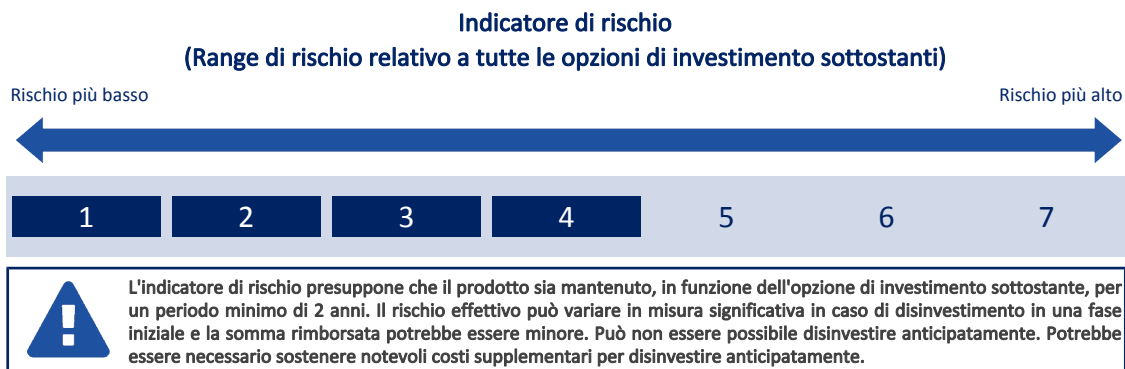 Indicatore di rischio
(Range di rischio relativo a tutte le opzioni di investimento sottostanti)
Rischio più basso Rischio più alto
1 2 3 4 5 6 7
L'indicatore di rischio presuppone che il prodotto sia mantenuto, in funzione dell'opzione di investimento sottostante, per
un periodo minimo di 2 anni. Il rischio effettivo può variare in misura significativa in caso di disinvestimento in una fase
iniziale e la somma rimborsata potrebbe essere minore. Può non essere possibile disinvestire anticipatamente. Potrebbe
essere necessario sostenere notevoli costi supplementari per disinvestire anticipatamente.